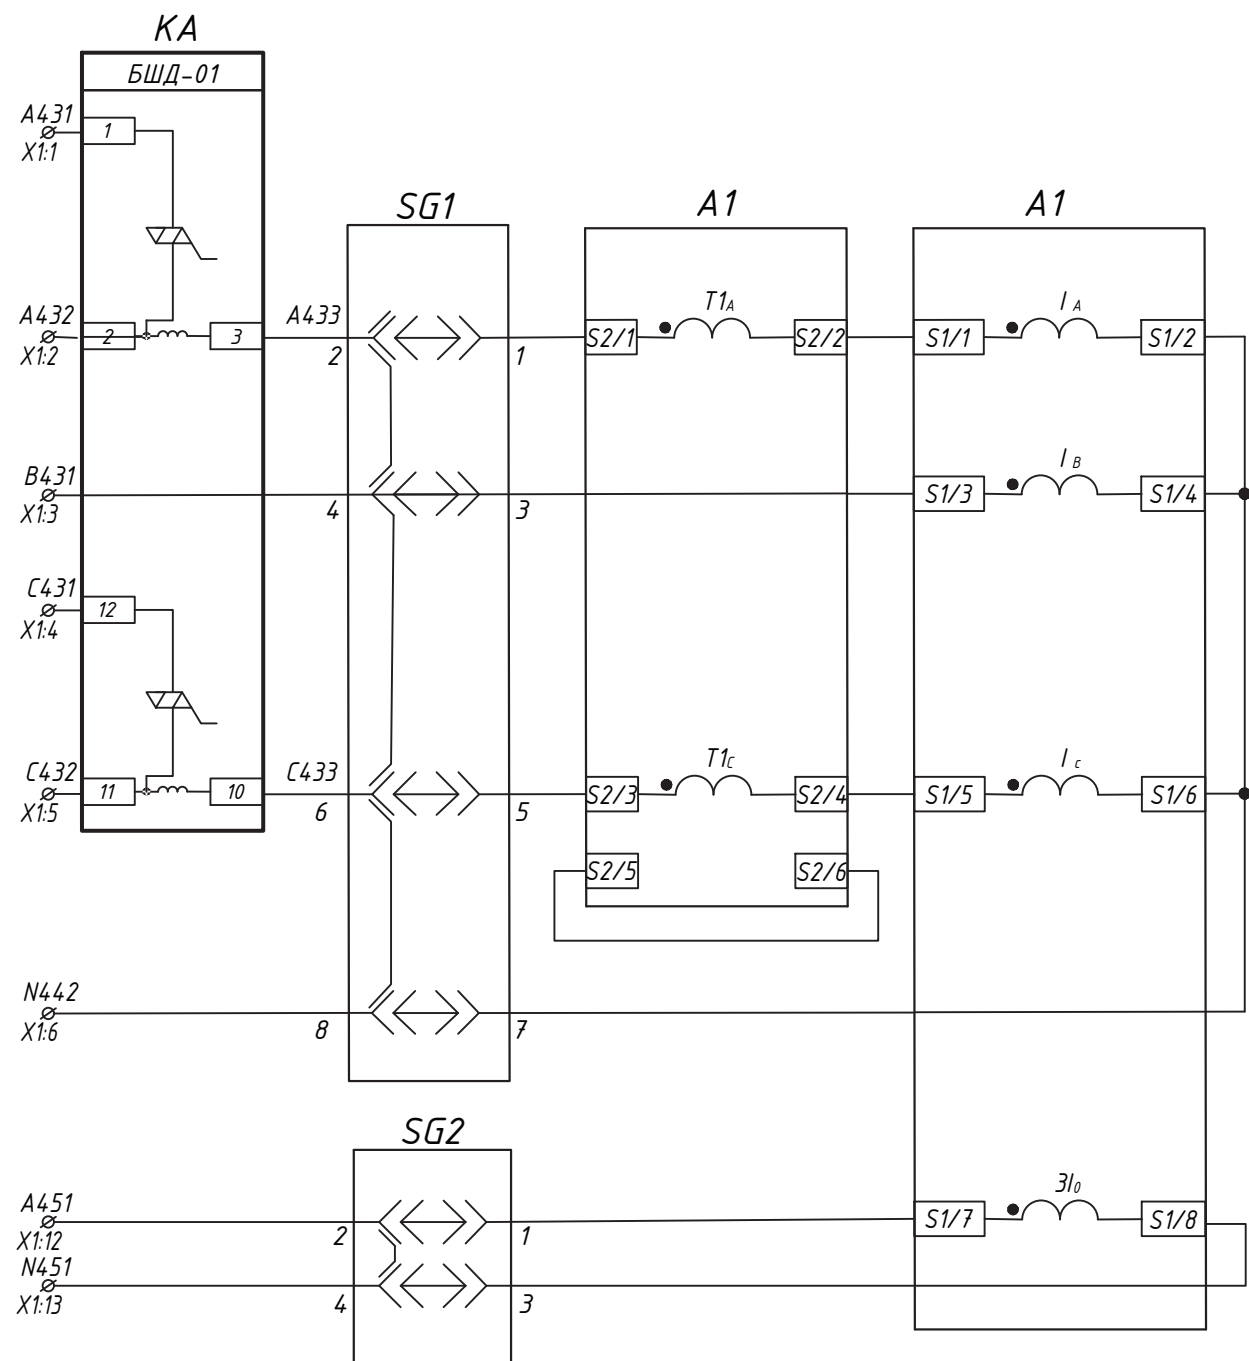 KA
БШД-01
A431
1
X1:1
SG1
A1
A1
A432
2
3
X1:2
A433
2
1
S2/1
T1A
S2/2
S1/1
IA
S1/2
B431
X1:3
4
3
S1/3
IB
S1/4
C431
12
X1:4
C432
11
10
X1:5
C433
6
5
S2/3
T1C
S2/4
S1/5
Ic
S1/6
S2/5
S2/6
N442
X1:6
8
7
SG2
A451
X1:12
2
1
S1/7
3I0
S1/8
N451
X1:13
4
3